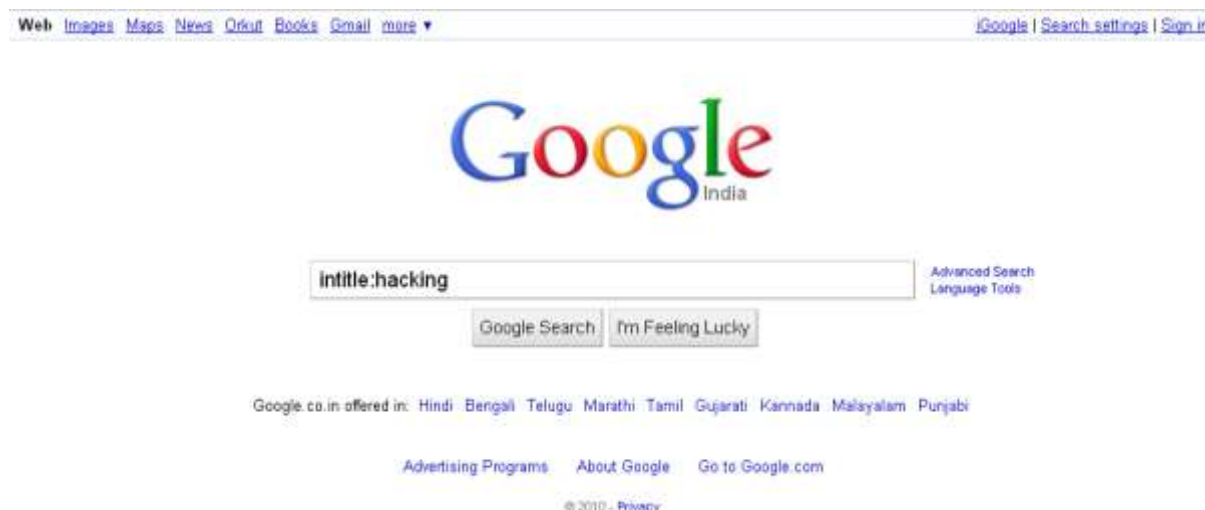 Web Images Maps News Orkut Books Gmail more ▼ iGoogle | Search settings | Sign in
Google
India
intitle:hacking
Advanced Search
Language Tools
Google Search I'm Feeling Lucky
Google.co.in offered in: Hindi Bengali Telugu Marathi Tamil Gujarati Kannada Malayalam Punjabi
Advertising Programs About Google Go to Google.com
© 2010 - Privacy